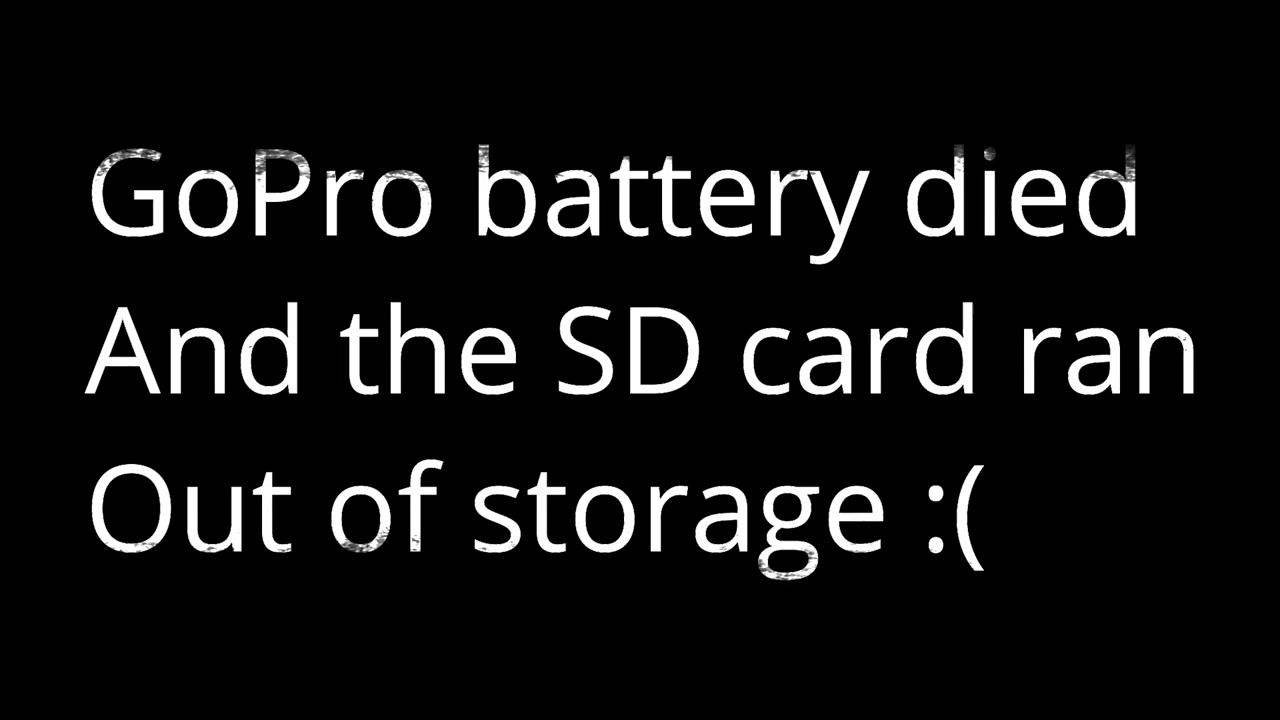 GoPro battery died
And the SD card ran
Out of storage :(